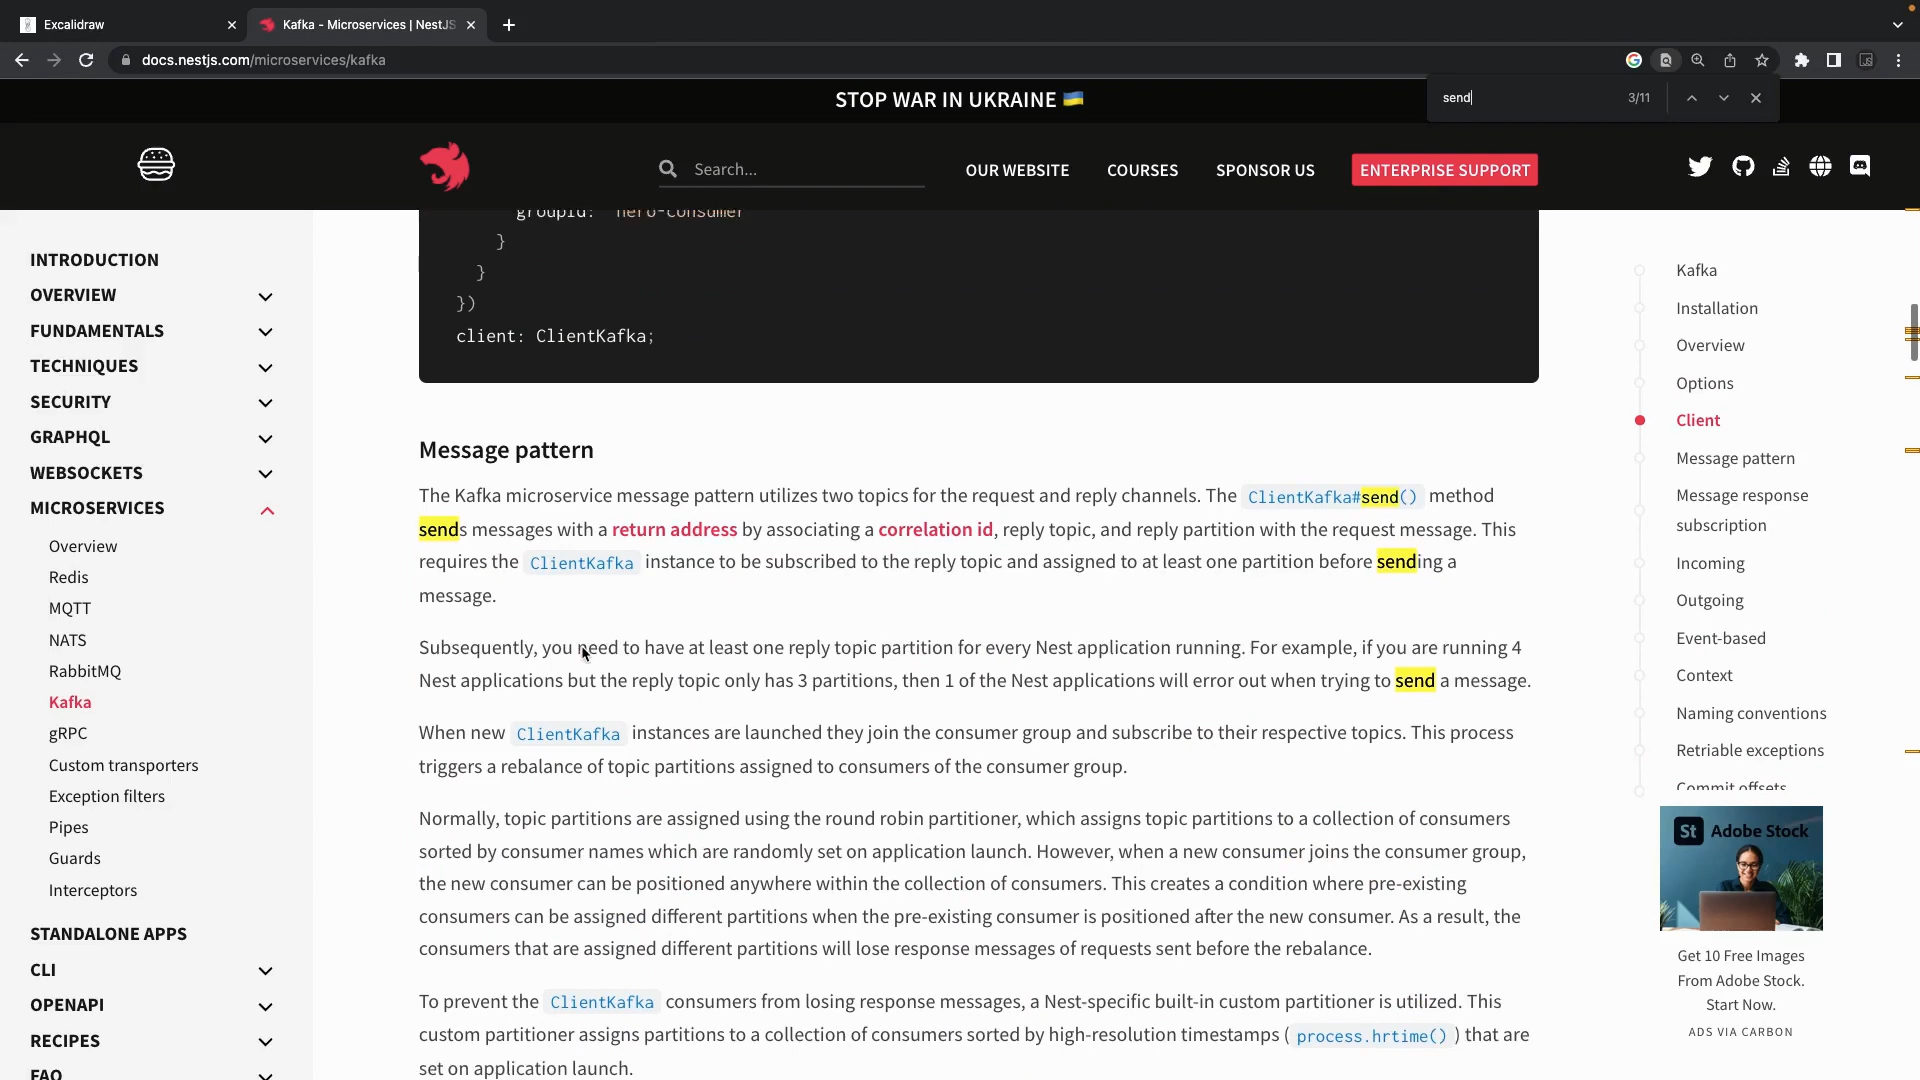 Excalidraw
Kafka - Microservices | NestJS
docs.nestjs.com/microservices/kafka
send
3/11
STOP WAR IN UKRAINE 🇺🇦
Search...
OUR WEBSITE
COURSES
SPONSOR US
ENTERPRISE SUPPORT
INTRODUCTION
OVERVIEW
FUNDAMENTALS
TECHNIQUES
SECURITY
GRAPHQL
WEBSOCKETS
MICROSERVICES
Overview
Redis
MQTT
NATS
RabbitMQ
Kafka
gRPC
Custom transporters
Exception filters
Pipes
Guards
Interceptors
STANDALONE APPS
CLI
OPENAPI
RECIPES
FAQ
groupId: 'hero-consumer'
}
}
})
client: ClientKafka;
Message pattern
The Kafka microservice message pattern utilizes two topics for the request and reply channels. The ClientKafka#send() method
sends messages with a return address by associating a correlation id, reply topic, and reply partition with the request message. This
requires the ClientKafka instance to be subscribed to the reply topic and assigned to at least one partition before sending a
message.
Subsequently, you need to have at least one reply topic partition for every Nest application running. For example, if you are running 4
Nest applications but the reply topic only has 3 partitions, then 1 of the Nest applications will error out when trying to send a message.
When new ClientKafka instances are launched they join the consumer group and subscribe to their respective topics. This process
triggers a rebalance of topic partitions assigned to consumers of the consumer group.
Normally, topic partitions are assigned using the round robin partitioner, which assigns topic partitions to a collection of consumers
sorted by consumer names which are randomly set on application launch. However, when a new consumer joins the consumer group,
the new consumer can be positioned anywhere within the collection of consumers. This creates a condition where pre-existing
consumers can be assigned different partitions when the pre-existing consumer is positioned after the new consumer. As a result, the
consumers that are assigned different partitions will lose response messages of requests sent before the rebalance.
To prevent the ClientKafka consumers from losing response messages, a Nest-specific built-in custom partitioner is utilized. This
custom partitioner assigns partitions to a collection of consumers sorted by high-resolution timestamps (process.hrtime()) that are
set on application launch.
Kafka
Installation
Overview
Options
Client
Message pattern
Message response
subscription
Incoming
Outgoing
Event-based
Context
Naming conventions
Retriable exceptions
Commit offsets
St Adobe Stock
Get 10 Free Images
From Adobe Stock.
Start Now.
ADS VIA CARBON